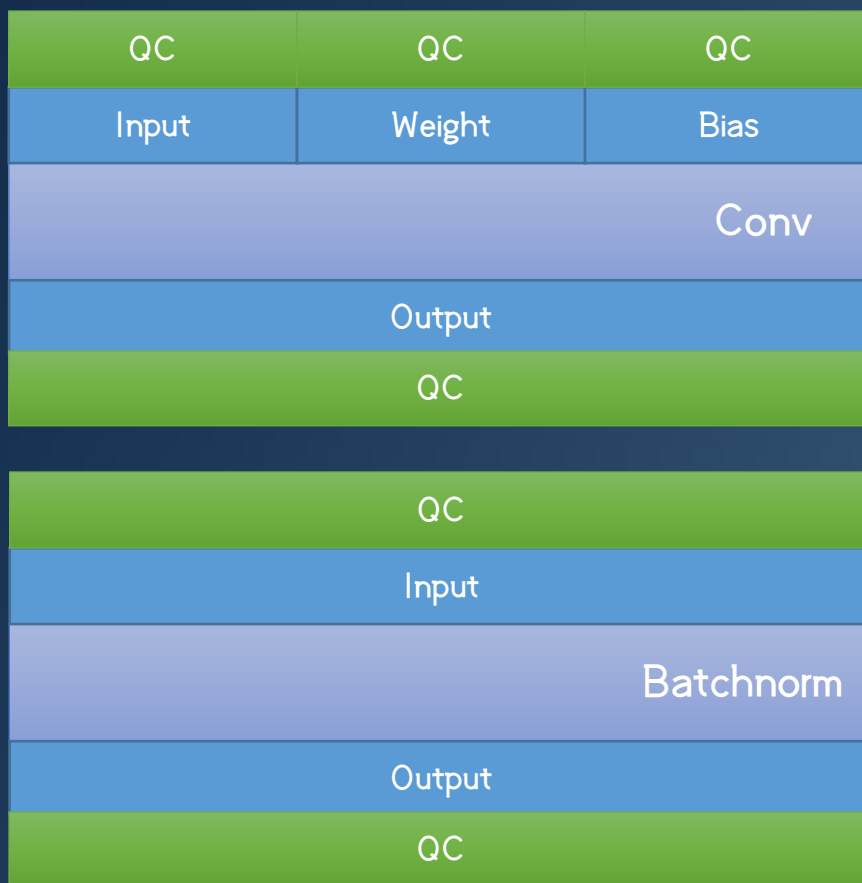 QC QC QC
Input Weight Bias
Conv
Output
QC
QC
Input
Batchnorm
Output
QC